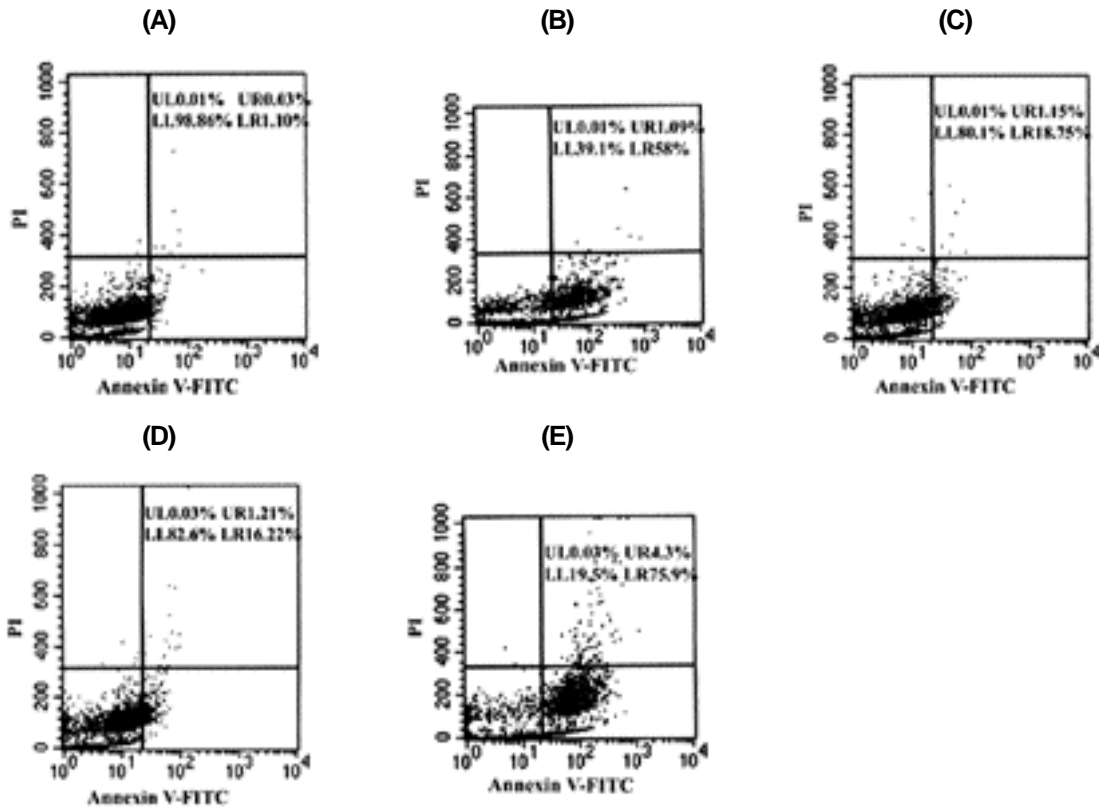 (A)
(B)
(C)
UL0.01% UR0.03%
LL98.86% LR1.10%
PI
1000
800
600
400
200
0
10^0 10^1 10^2 10^3 10^4
Annexin V-FITC
UL0.01% UR1.09%
LL39.1% LR58%
PI
1000
800
600
400
200
0
10^0 10^1 10^2 10^3 10^4
Annexin V-FITC
UL0.01% UR1.15%
LL80.1% LR18.75%
PI
1000
800
600
400
200
0
10^0 10^1 10^2 10^3 10^4
Annexin V-FITC
(D)
(E)
UL0.03% UR1.21%
LL82.6% LR16.22%
PI
1000
800
600
400
200
0
10^0 10^1 10^2 10^3 10^4
Annexin V-FITC
UL0.03% UR4.3%
LL19.5% LR75.9%
PI
1000
800
600
400
200
0
10^0 10^1 10^2 10^3 10^4
Annexin V-FITC